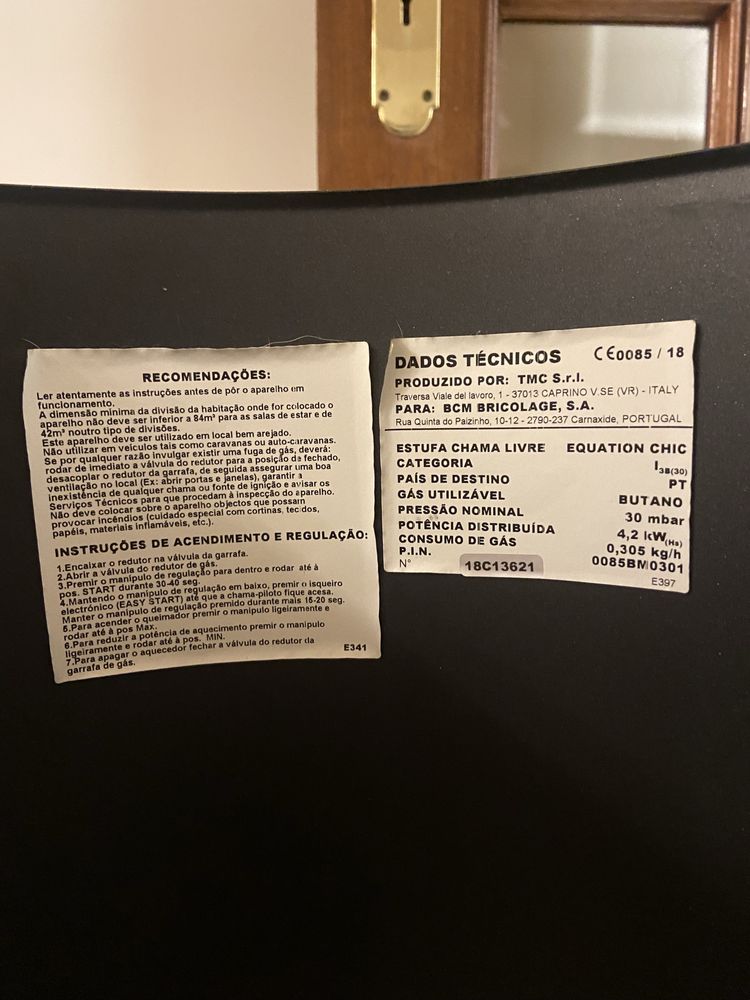 RECOMENDAÇÕES:
Ler atentamente as instruções antes de pôr o aparelho em
funcionamento.
A dimensão minima da divisão da habitação onde for colocado o
aparelho não deve ser inferior a 84m³ para as salas de estar e de
42m³ noutro tipo de divisões.
Este aparelho deve ser utilizado em local bem arejado.
Não utilizar em veículos tais como caravanas ou auto-caravanas.
Se por qualquer razão invulgar existir uma fuga de gás, deverá:
rodar de imediato a válvula do redutor para a posição de fechado,
desacoplar o redutor da garrafa, de seguida assegurar uma boa
ventilação no local (Ex: abrir portas e janelas), garantir a
inexistência de qualquer chama ou fonte de ignição e avisar os
Serviços Técnicos para que procedam à inspecção do aparelho.
Não deve colocar sobre o aparelho objectos que possam
provocar incêndios (cuidado especial com cortinas, tecidos,
papéis, materiais inflamáveis, etc.).
INSTRUÇÕES DE ACENDIMENTO E REGULAÇÃO:
1.Encaixar o redutor na válvula da garrafa.
2.Abrir a válvula do redutor de gás.
3.Premir o manipulo de regulação para dentro e rodar até à
pos. START durante 30-40 seg.
4.Mantendo o manipulo de regulação em baixo, premir o isqueiro
electrónico (EASY START) até que a chama-piloto fique acesa.
Manter o manipulo de regulação premido durante mais 15-20 seg.
5.Para acender o queimador premir o manipulo ligeiramente e
rodar até à pos Max.
6.Para reduzir a potência de aquecimento premir o manipulo
ligeiramente e rodar até à pos. MIN.
7.Para apagar o aquecedor fechar a válvula do redutor da
garrafa de gás.
E341
DADOS TÉCNICOS CE0085 / 18
PRODUZIDO POR: TMC S.r.l.
Traversa Viale del lavoro, 1 - 37013 CAPRINO V.SE (VR) - ITALY
PARA: BCM BRICOLAGE, S.A.
Rua Quinta do Paizinho, 10-12 - 2790-237 Carnaxide, PORTUGAL
ESTUFA CHAMA LIVRE EQUATION CHIC
CATEGORIA I3B(30)
PAÍS DE DESTINO PT
GÁS UTILIZÁVEL BUTANO
PRESSÃO NOMINAL 30 mbar
POTÊNCIA DISTRIBUÍDA 4,2 kW(Hs)
CONSUMO DE GÁS 0,305 kg/h
P.I.N. 0085BM0301
N° 18C13621
E397